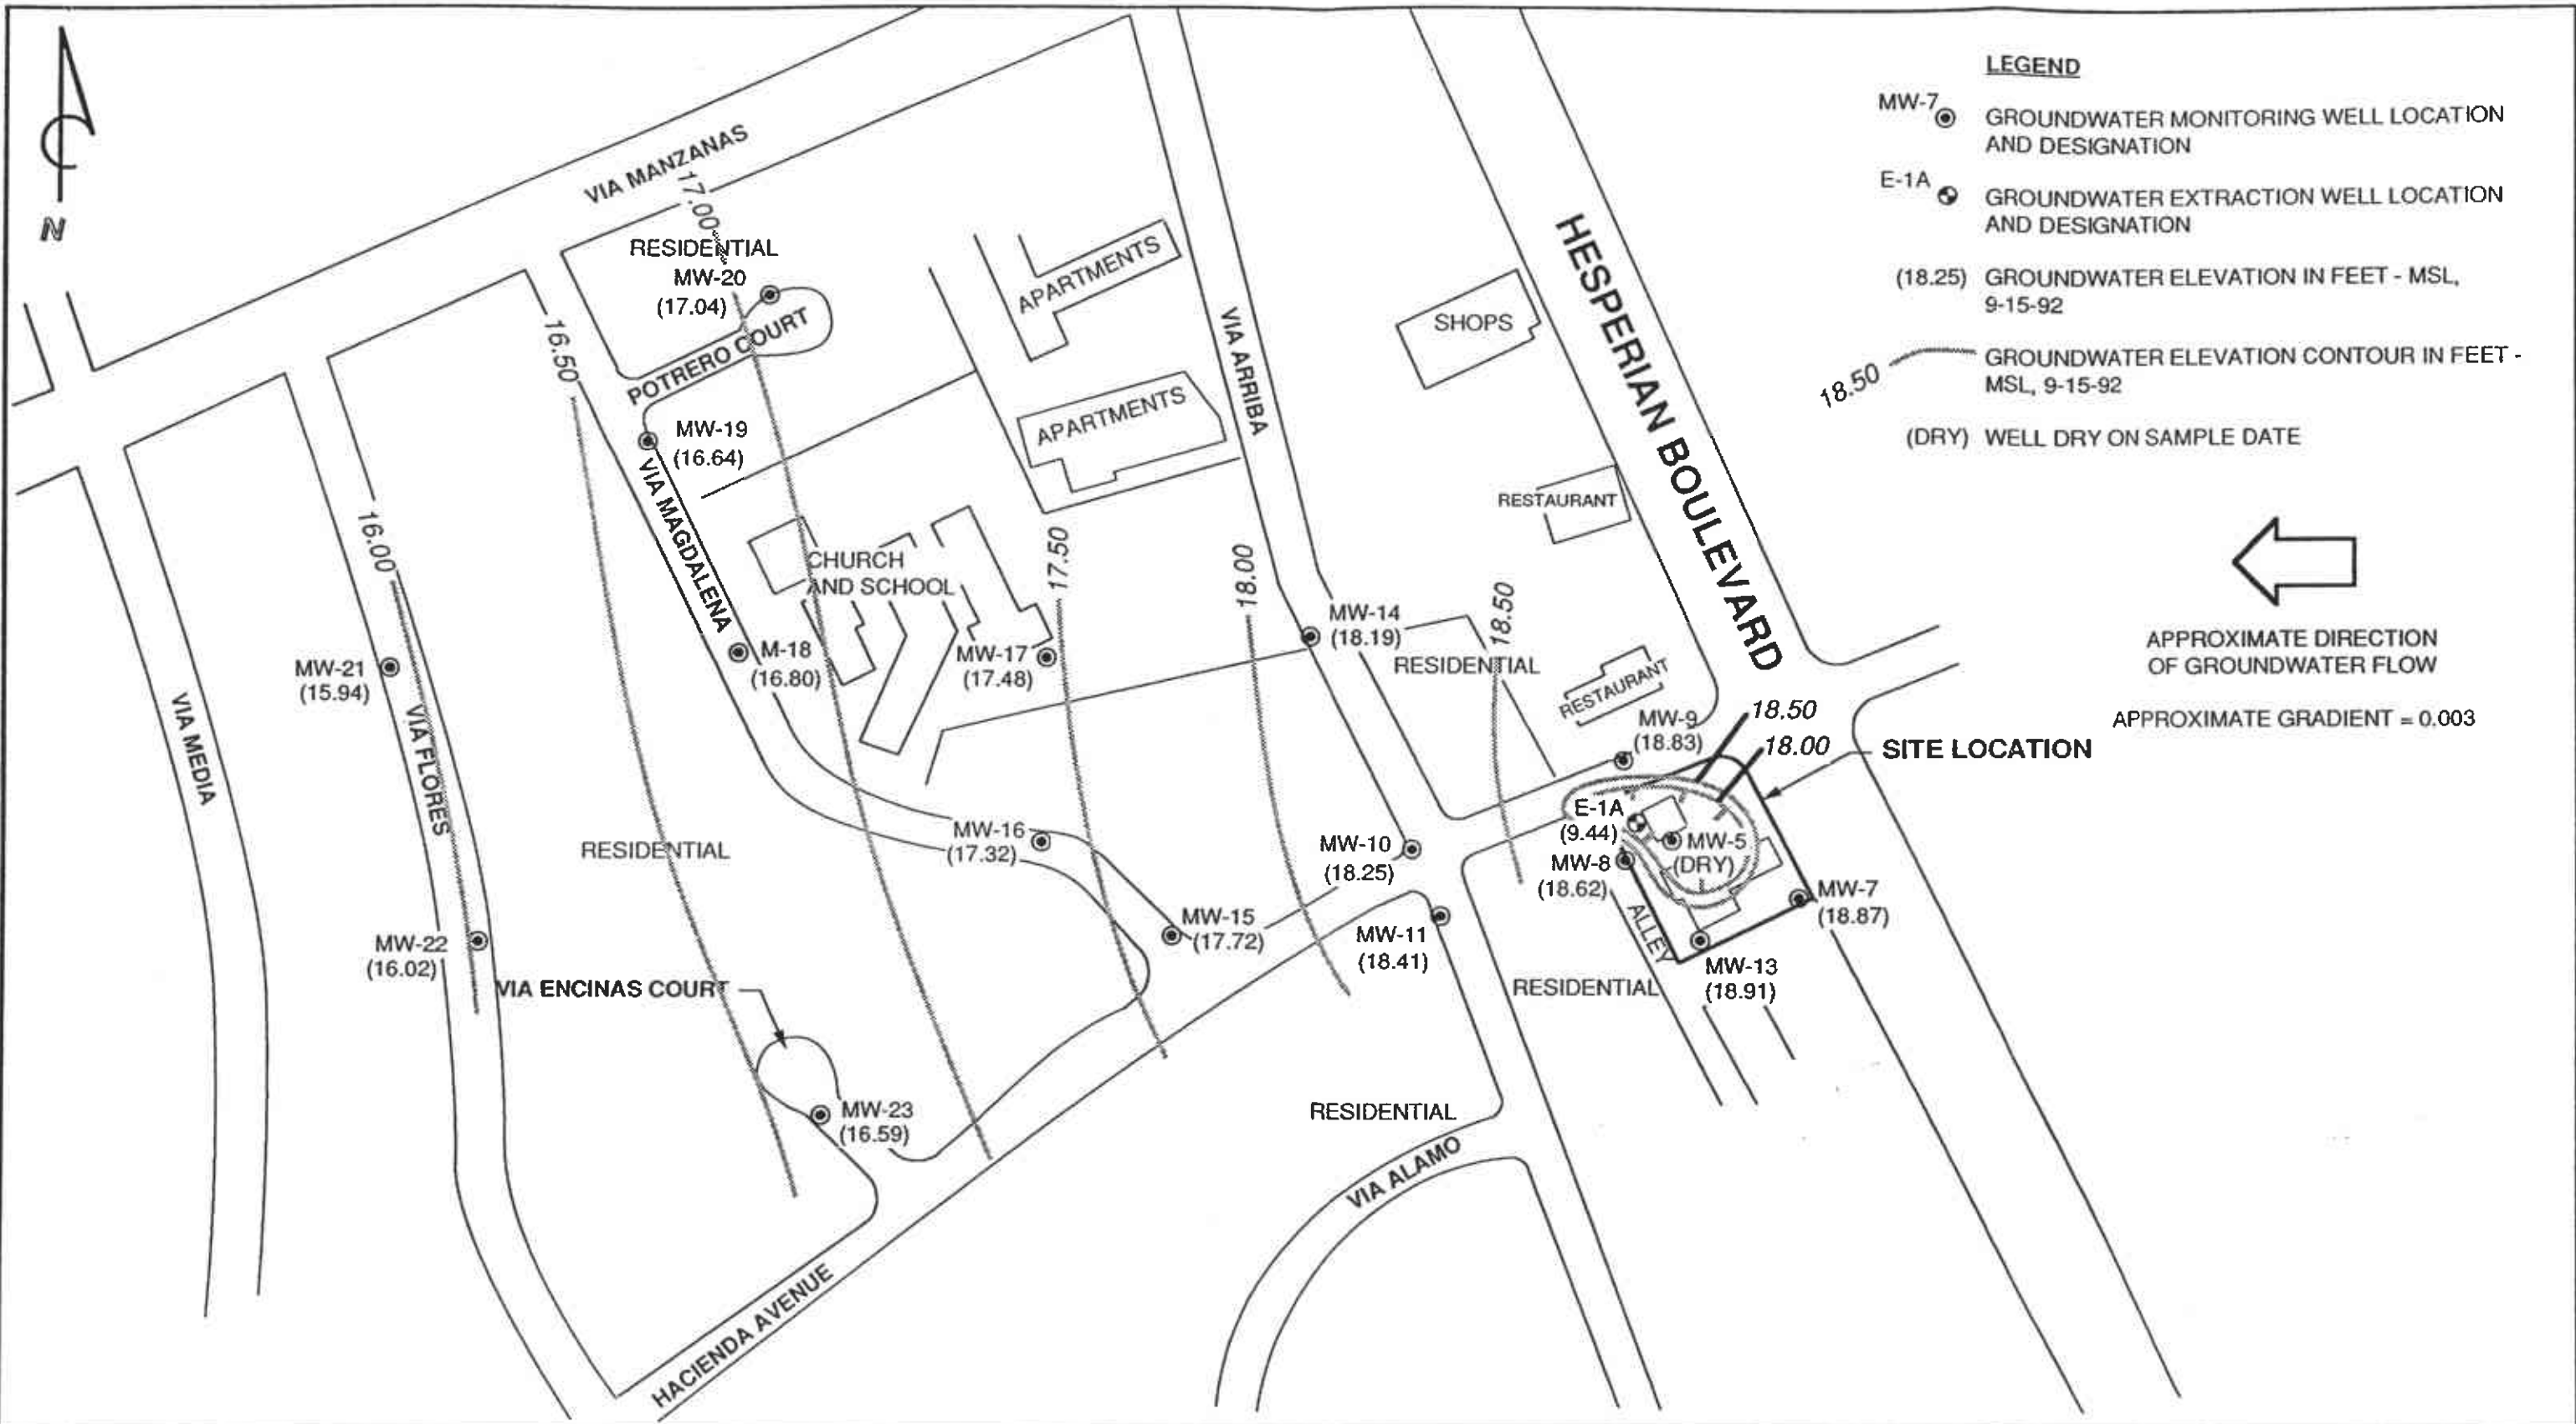 N
LEGEND
MW-7
GROUNDWATER MONITORING WELL LOCATION
AND DESIGNATION
E-1A
GROUNDWATER EXTRACTION WELL LOCATION
AND DESIGNATION
(18.25) GROUNDWATER ELEVATION IN FEET - MSL,
9-15-92
18.50
GROUNDWATER ELEVATION CONTOUR IN FEET -
MSL, 9-15-92
(DRY) WELL DRY ON SAMPLE DATE
APPROXIMATE DIRECTION
OF GROUNDWATER FLOW
APPROXIMATE GRADIENT = 0.003
VIA MANZANAS
17.00
RESIDENTIAL
MW-20
(17.04)
POTRERO COURT
16.50
MW-19
(16.64)
VIA MAGDALENA
APARTMENTS
APARTMENTS
VIA ARRIBA
SHOPS
HESPERIAN BOULEVARD
RESTAURANT
16.00
CHURCH
AND SCHOOL
17.50
18.00
18.50
MW-14
(18.19)
RESIDENTIAL
RESTAURANT
M-18
(16.80)
MW-17
(17.48)
MW-21
(15.94)
VIA MEDIA
VIA FLORES
MW-9
(18.83)
18.50
18.00
SITE LOCATION
E-1A
(9.44)
MW-5
(DRY)
MW-8
(18.62)
MW-7
(18.87)
ALLEY
MW-13
(18.91)
RESIDENTIAL
MW-16
(17.32)
MW-10
(18.25)
MW-15
(17.72)
MW-11
(18.41)
RESIDENTIAL
MW-22
(16.02)
VIA ENCINAS COURT
MW-23
(16.59)
RESIDENTIAL
VIA ALAMO
HACIENDA AVENUE